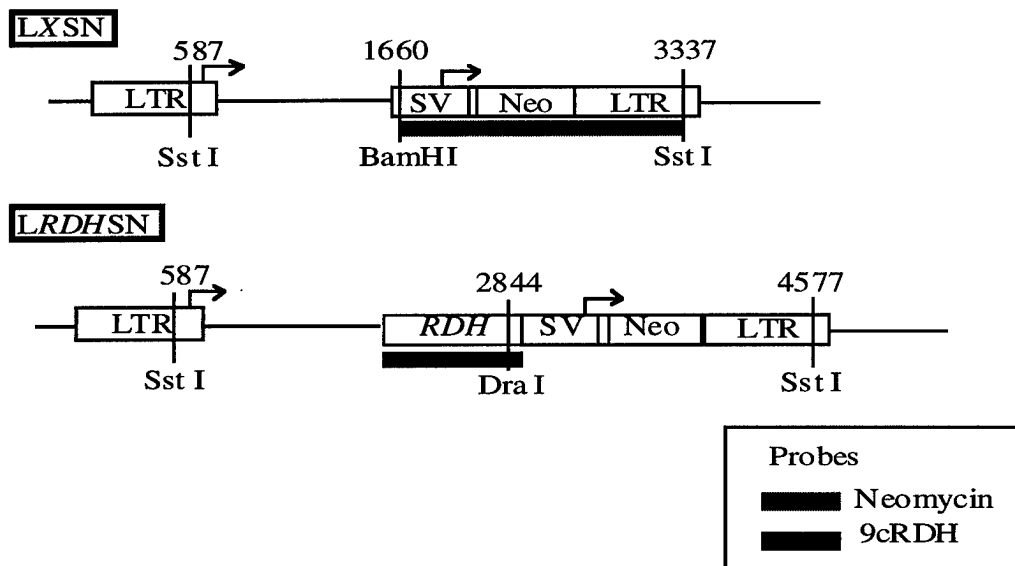 LXSN
587 1660 3337
LTR SV Neo LTR
Sst I BamHI Sst I
LRDHSN
587 2844 4577
LTR RDH SV Neo LTR
Sst I Dra I Sst I
Probes
Neomycin
9cRDH